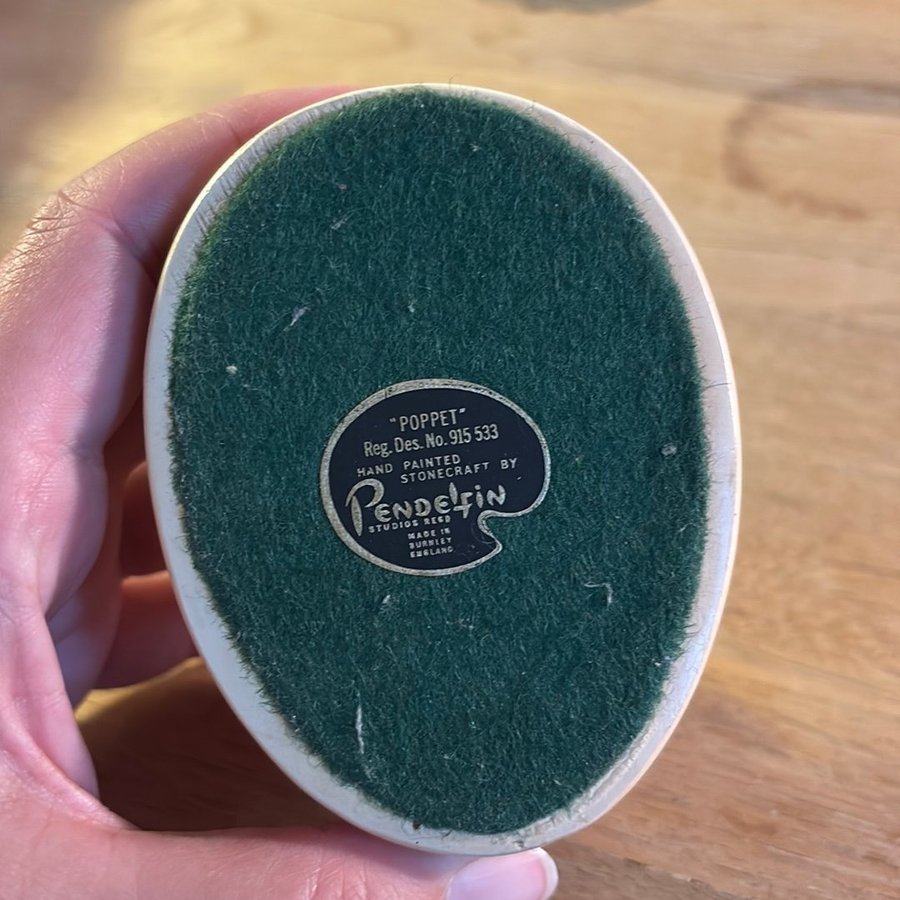 "POPPET"
Reg. Des. No. 915 533
HAND PAINTED
STONECRAFT BY
PENDELFIN
STUDIOS REGD
MADE IN
BURNLEY
ENGLAND